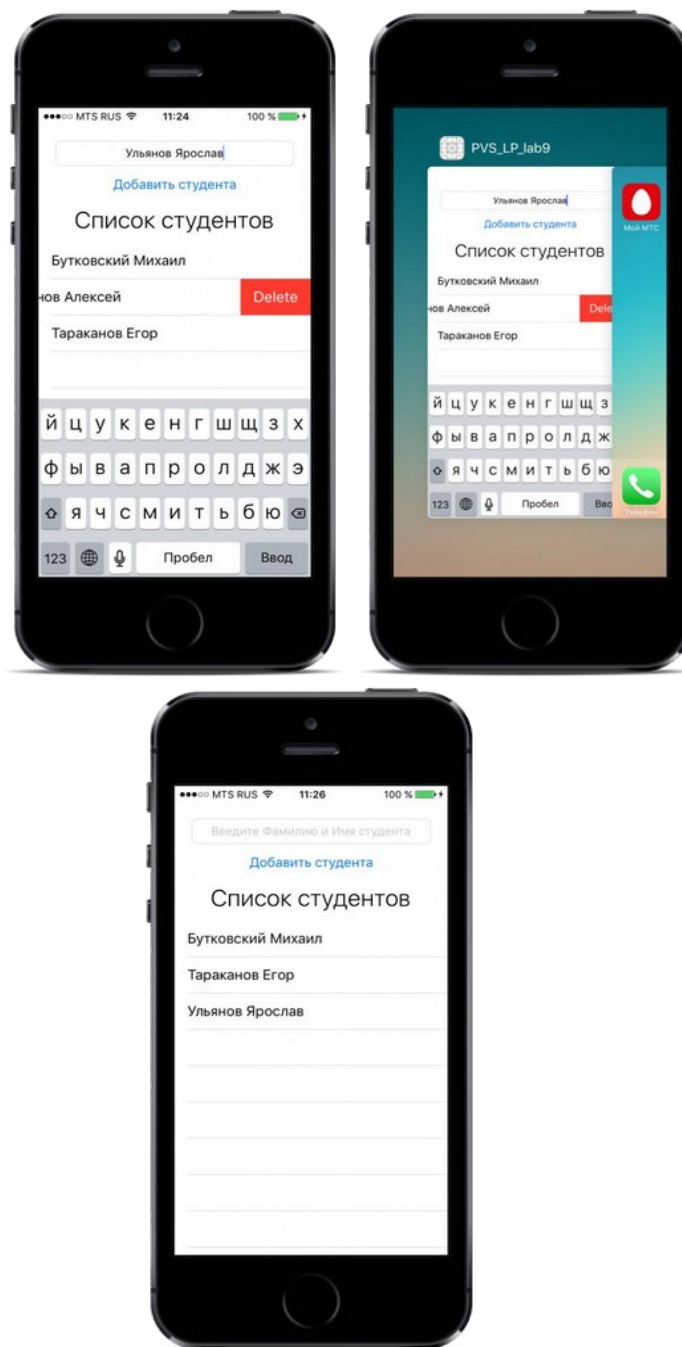 MTS RUS 11:24 100 %
Ульянов Ярослав
Добавить студента
Список студентов
Бутковский Михаил
нов Алексей Delete
Тараканов Егор
й ц у к е н г ш щ з х
ф ы в а п р о л д ж э
я ч с м и т ь б ю
123 Пробел Ввод
PVS_LP_lab9
Ульянов Ярослав
Добавить студента
Список студентов
Бутковский Михаил
нов Алексей Dele
Тараканов Егор
й ц у к е н г ш щ з
ф ы в а п р о л д ж
я ч с м и т ь б ю
123 Пробел Вво
Мой МТС
Телефон
MTS RUS 11:26 100 %
Введите Фамилию и Имя студента
Добавить студента
Список студентов
Бутковский Михаил
Тараканов Егор
Ульянов Ярослав